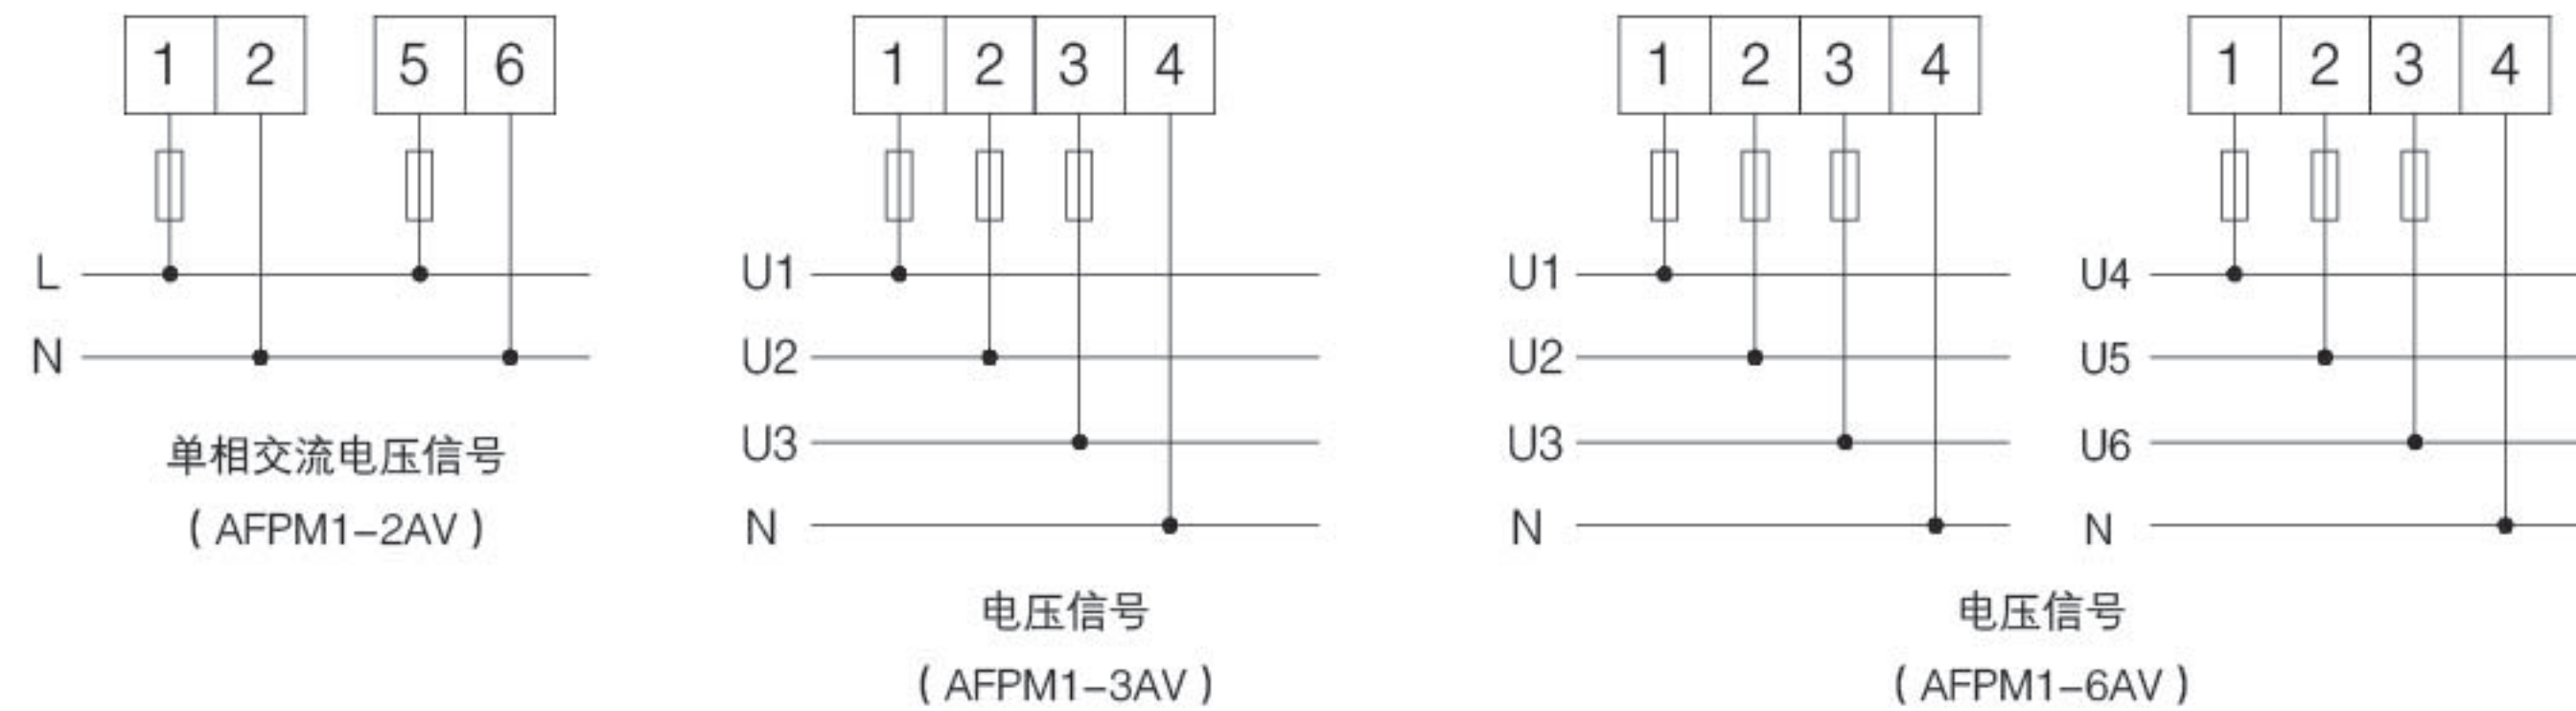 1 2 5 6
L
N
单相交流电压信号
（AFPM1-2AV）
1 2 3 4
U1
U2
U3
N
电压信号
（AFPM1-3AV）
1 2 3 4
U1
U2
U3
N
1 2 3 4
U4
U5
U6
N
电压信号
（AFPM1-6AV）